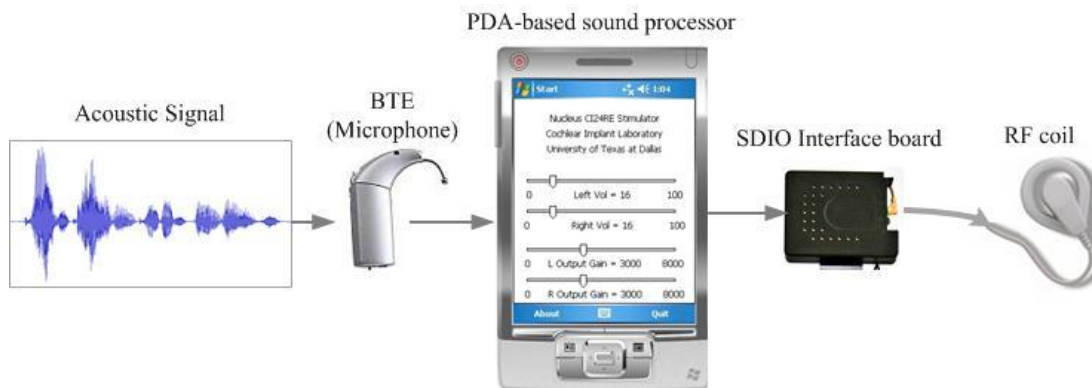 PDA-based sound processor
Acoustic Signal
BTE
(Microphone)
Start
1:04
Nucleus CI24RE Stimulator
Cochlear Implant Laboratory
University of Texas at Dallas
0 Left Vol = 16 100
0 Right Vol = 16 100
0 L Output Gain = 3000 8000
0 R Output Gain = 3000 8000
About Quit
SDIO Interface board
RF coil